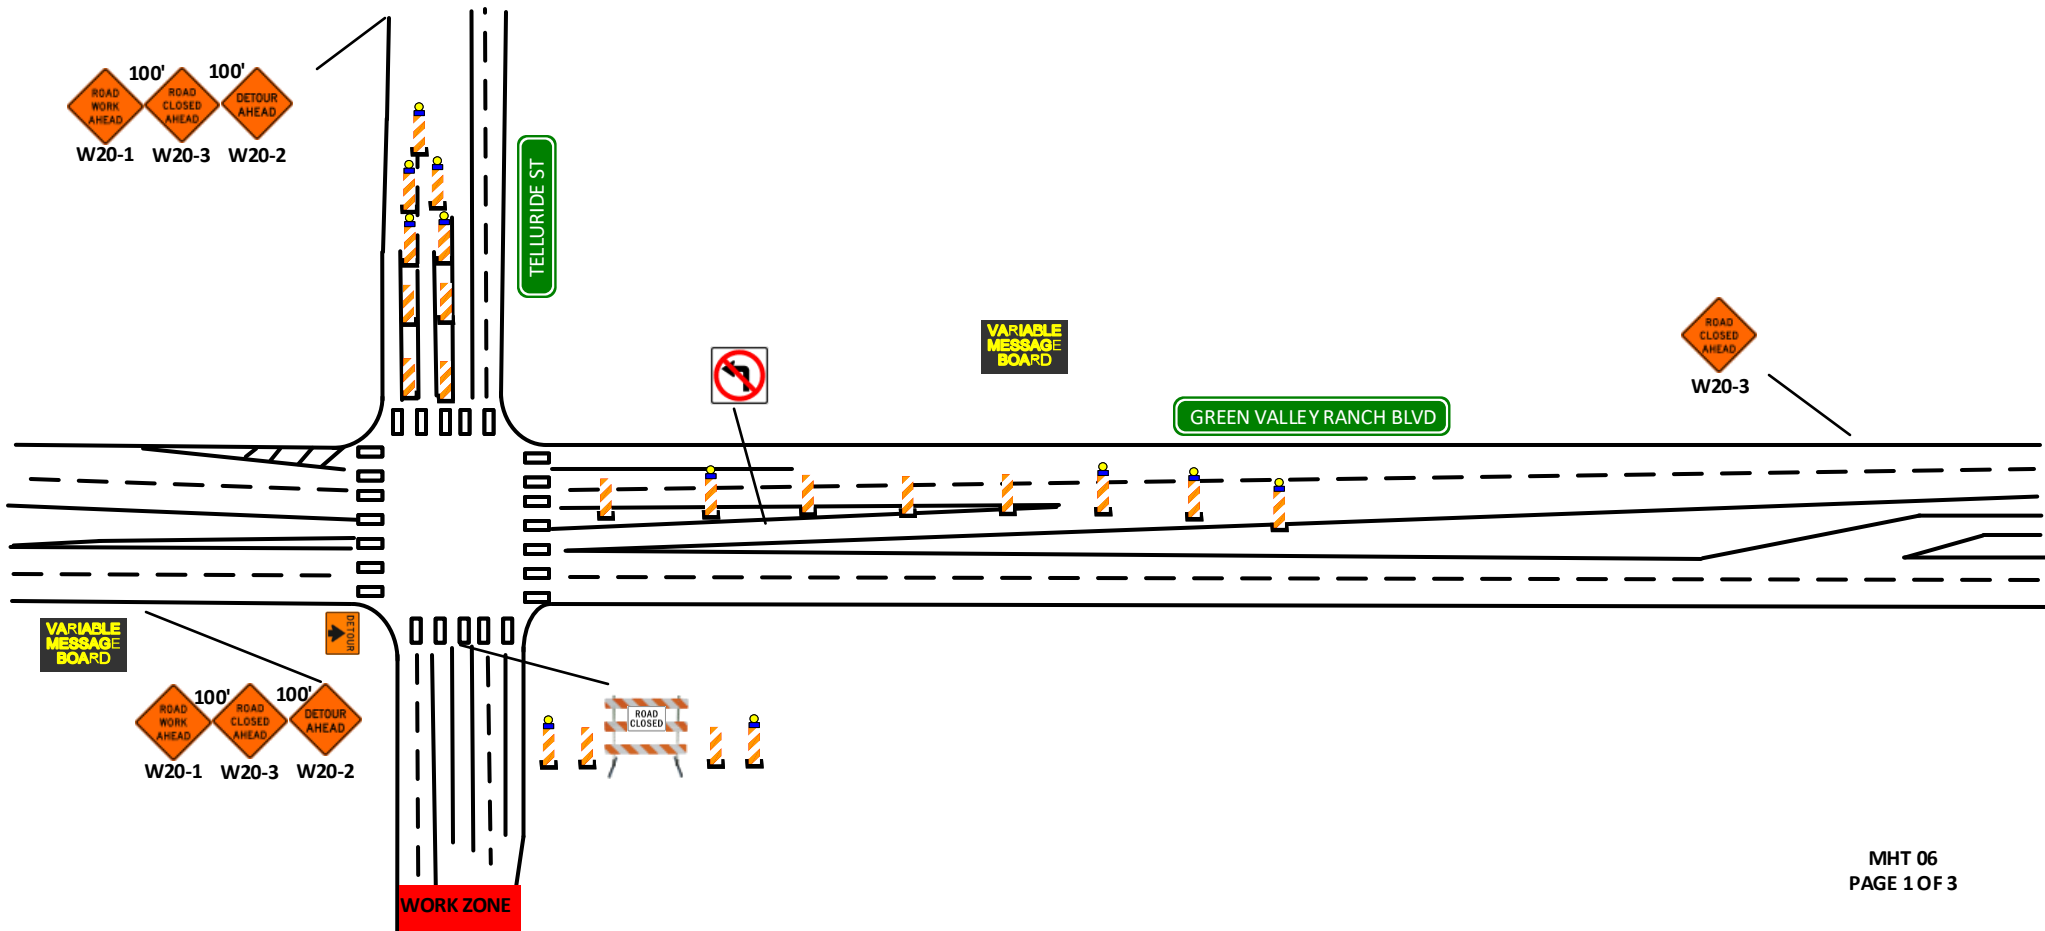 100'
100'
ROAD
WORK
AHEAD
ROAD
CLOSED
AHEAD
DETOUR
AHEAD
W20-1
W20-3
W20-2
TELLURIDE ST
VARIABLE
MESSAGE
BOARD
ROAD
CLOSED
AHEAD
W20-3
GREEN VALLEY RANCH BLVD
VARIABLE
MESSAGE
BOARD
DETOUR
100'
100'
ROAD
WORK
AHEAD
ROAD
CLOSED
AHEAD
DETOUR
AHEAD
W20-1
W20-3
W20-2
ROAD
CLOSED
WORK ZONE
MHT 06
PAGE 1 OF 3